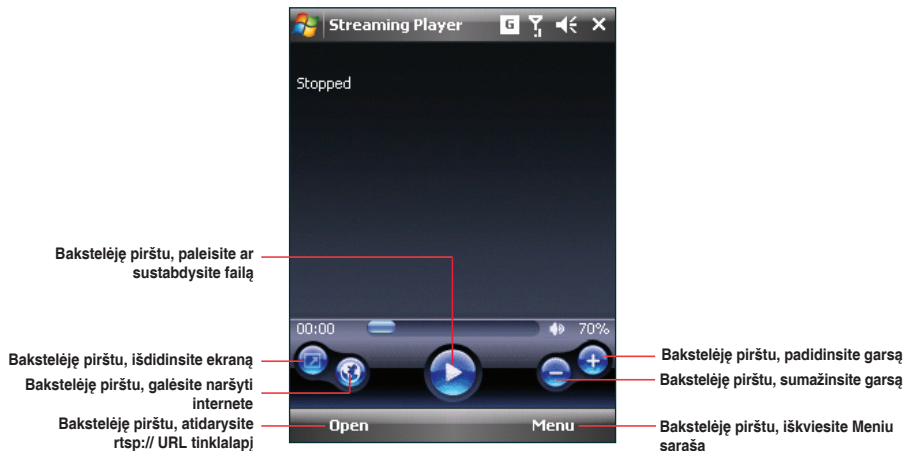 Streaming Player
G
Stopped
Bakstelėję pirštu, paleisite ar
sustabdysite failą
00:00
70%
Bakstelėję pirštu, išdidinsite ekraną
Bakstelėję pirštu, galėsite naršyti
internete
Bakstelėję pirštu, atidarysite
rtsp:// URL tinklalapį
Bakstelėję pirštu, padidinsite garsą
Bakstelėję pirštu, sumažinsite garsą
Open
Menu
Bakstelėję pirštu, iškviesite Meniu
sąrašą